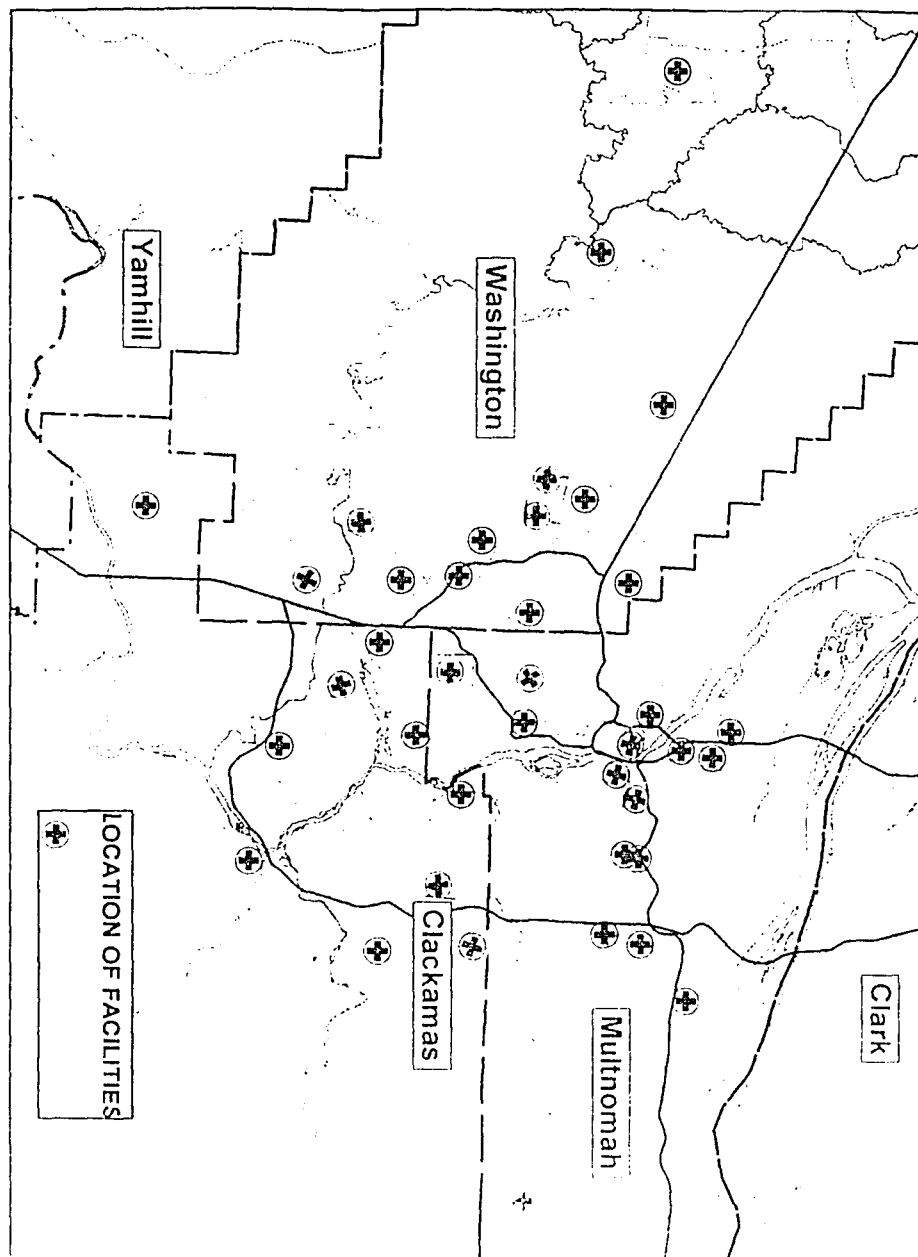 Clark
Multnomah
Washington
Clackamas
Yamhill
LOCATION OF FACILITIES